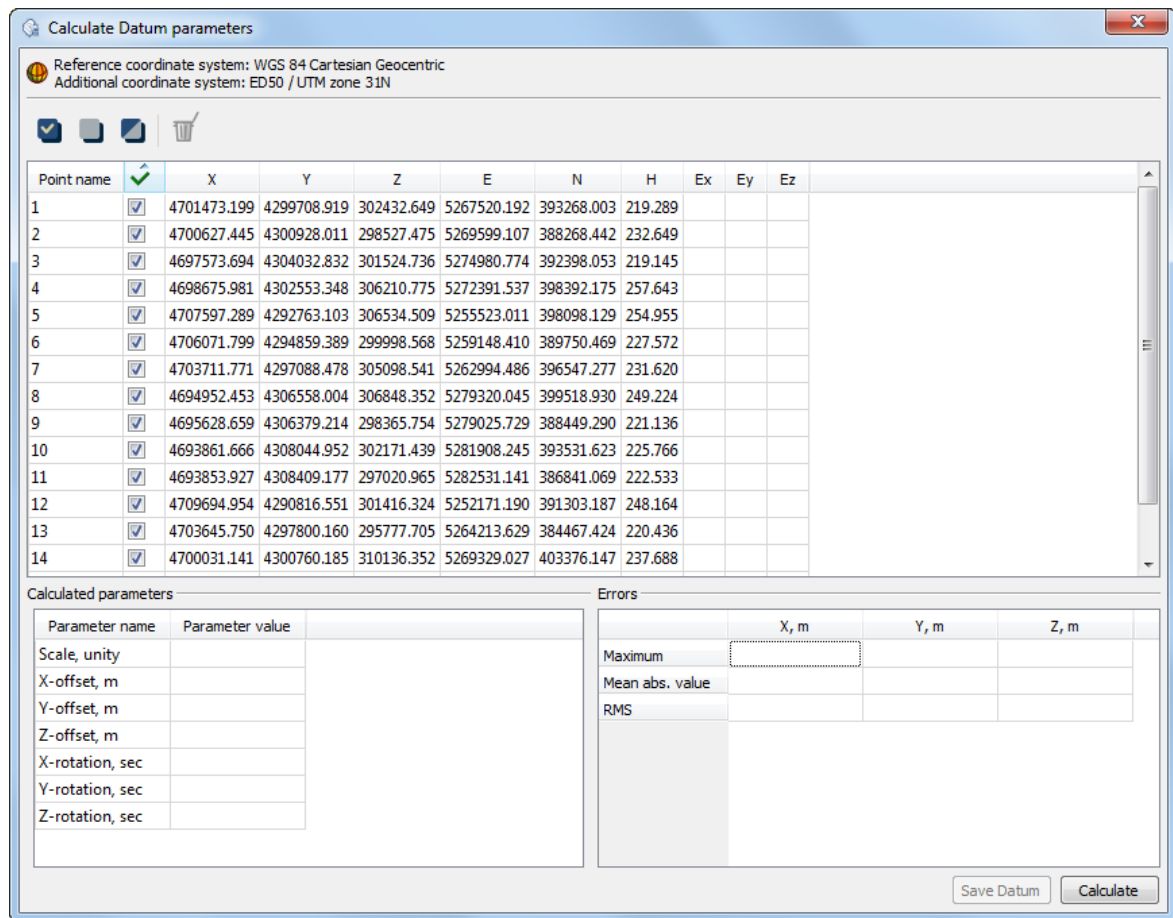 Calculate Datum parameters
Reference coordinate system: WGS 84 Cartesian Geocentric
Additional coordinate system: ED50 / UTM zone 31N
Point name X Y Z E N H Ex Ey Ez
1 4701473.199 4299708.919 302432.649 5267520.192 393268.003 219.289
2 4700627.445 4300928.011 298527.475 5269599.107 388268.442 232.649
3 4697573.694 4304032.832 301524.736 5274980.774 392398.053 219.145
4 4698675.981 4302553.348 306210.775 5272391.537 398392.175 257.643
5 4707597.289 4292763.103 306534.509 5255523.011 398098.129 254.955
6 4706071.799 4294859.389 299998.568 5259148.410 389750.469 227.572
7 4703711.771 4297088.478 305098.541 5262994.486 396547.277 231.620
8 4694952.453 4306558.004 306848.352 5279320.045 399518.930 249.224
9 4695628.659 4306379.214 298365.754 5279025.729 388449.290 221.136
10 4693861.666 4308044.952 302171.439 5281908.245 393531.623 225.766
11 4693853.927 4308409.177 297020.965 5282531.141 386841.069 222.533
12 4709694.954 4290816.551 301416.324 5252171.190 391303.187 248.164
13 4703645.750 4297800.160 295777.705 5264213.629 384467.424 220.436
14 4700031.141 4300760.185 310136.352 5269329.027 403376.147 237.688
Calculated parameters
Parameter name Parameter value
Scale, unity
X-offset, m
Y-offset, m
Z-offset, m
X-rotation, sec
Y-rotation, sec
Z-rotation, sec
Errors
X, m Y, m Z, m
Maximum
Mean abs. value
RMS
Save Datum Calculate